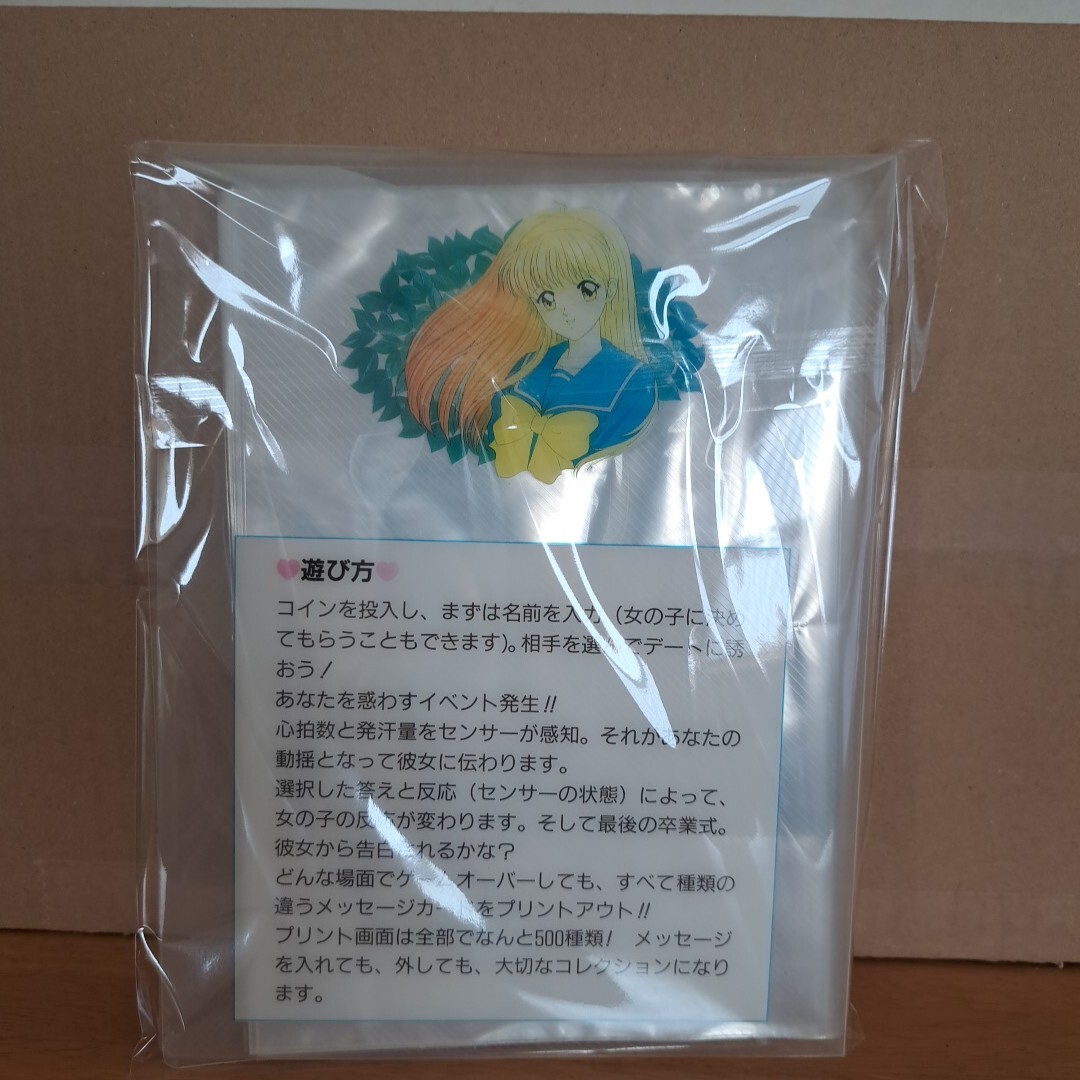 遊び方
コインを投入し、まずは名前を入力（女の子に決め
てもらうこともできます)。相手を選んでデートに誘
おう！
あなたを惑わすイベント発生!!
心拍数と発汗量をセンサーが感知。それがあなたの
動揺となって彼女に伝わります。
選択した答えと反応（センサーの状態）によって、
女の子の反応が変わります。そして最後の卒業式。
彼女から告白されるかな？
どんな場面でゲームオーバーしても、すべて種類の
違うメッセージカードをプリントアウト!!
プリント画面は全部でなんと500種類!　メッセージ
を入れても、外しても、大切なコレクションになり
ます。